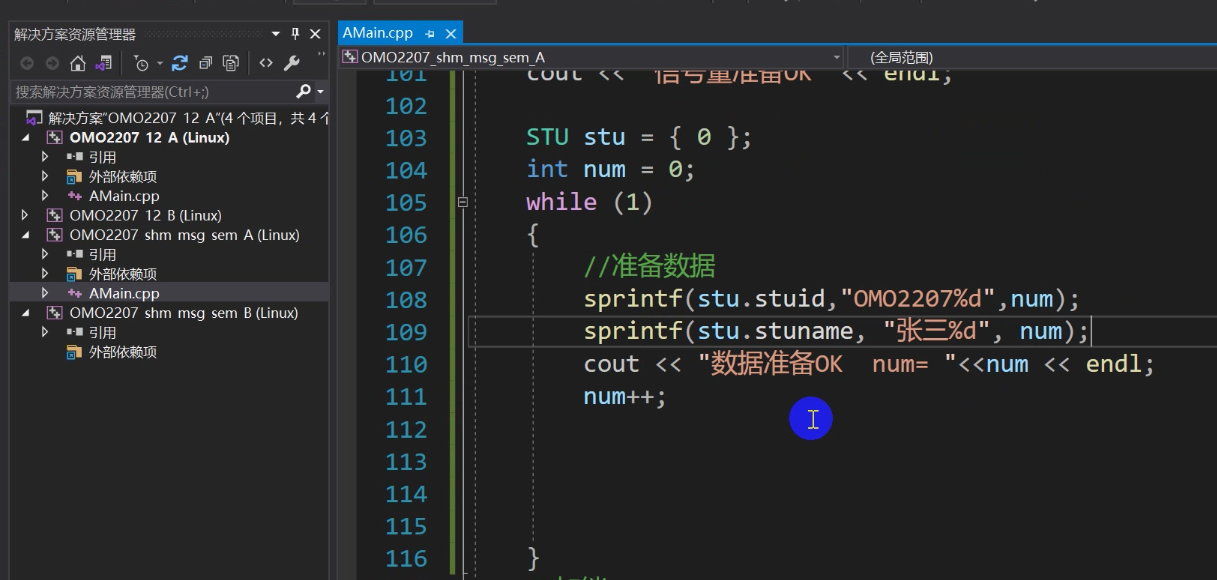 解决方案资源管理器
搜索解决方案资源管理器(Ctrl+;)
解决方案"OMO2207 12 A"(4 个项目，共 4 个
OMO2207 12 A (Linux)
引用
外部依赖项
AMain.cpp
OMO2207 12 B (Linux)
OMO2207 shm msg sem A (Linux)
引用
外部依赖项
AMain.cpp
OMO2207 shm msg sem B (Linux)
引用
外部依赖项
AMain.cpp
OMO2207_shm_msg_sem_A
(全局范围)
101 cout << "信号量准备OK" << endl;
102
103 STU stu = { 0 };
104 int num = 0;
105 while (1)
106 {
107 //准备数据
108 sprintf(stu.stuid,"OMO2207%d",num);
109 sprintf(stu.stuname, "张三%d", num);
110 cout << "数据准备OK  num= "<<num << endl;
111 num++;
112
113
114
115
116 }